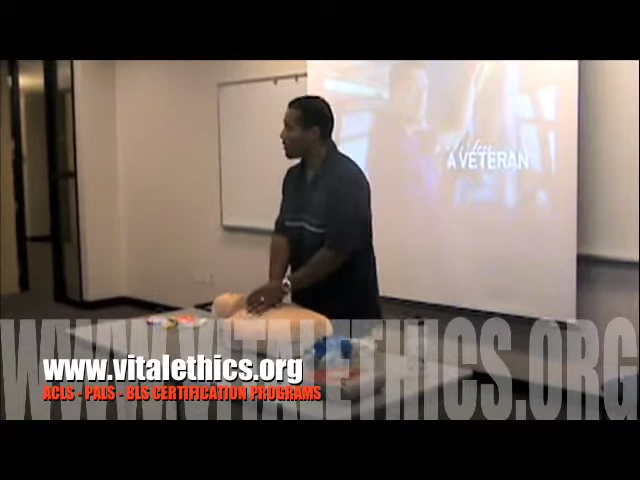 A VETERAN
WWW.VITALETHICS.ORG
www.vitalethics.org
ACLS - PALS - BLS CERTIFICATION PROGRAMS